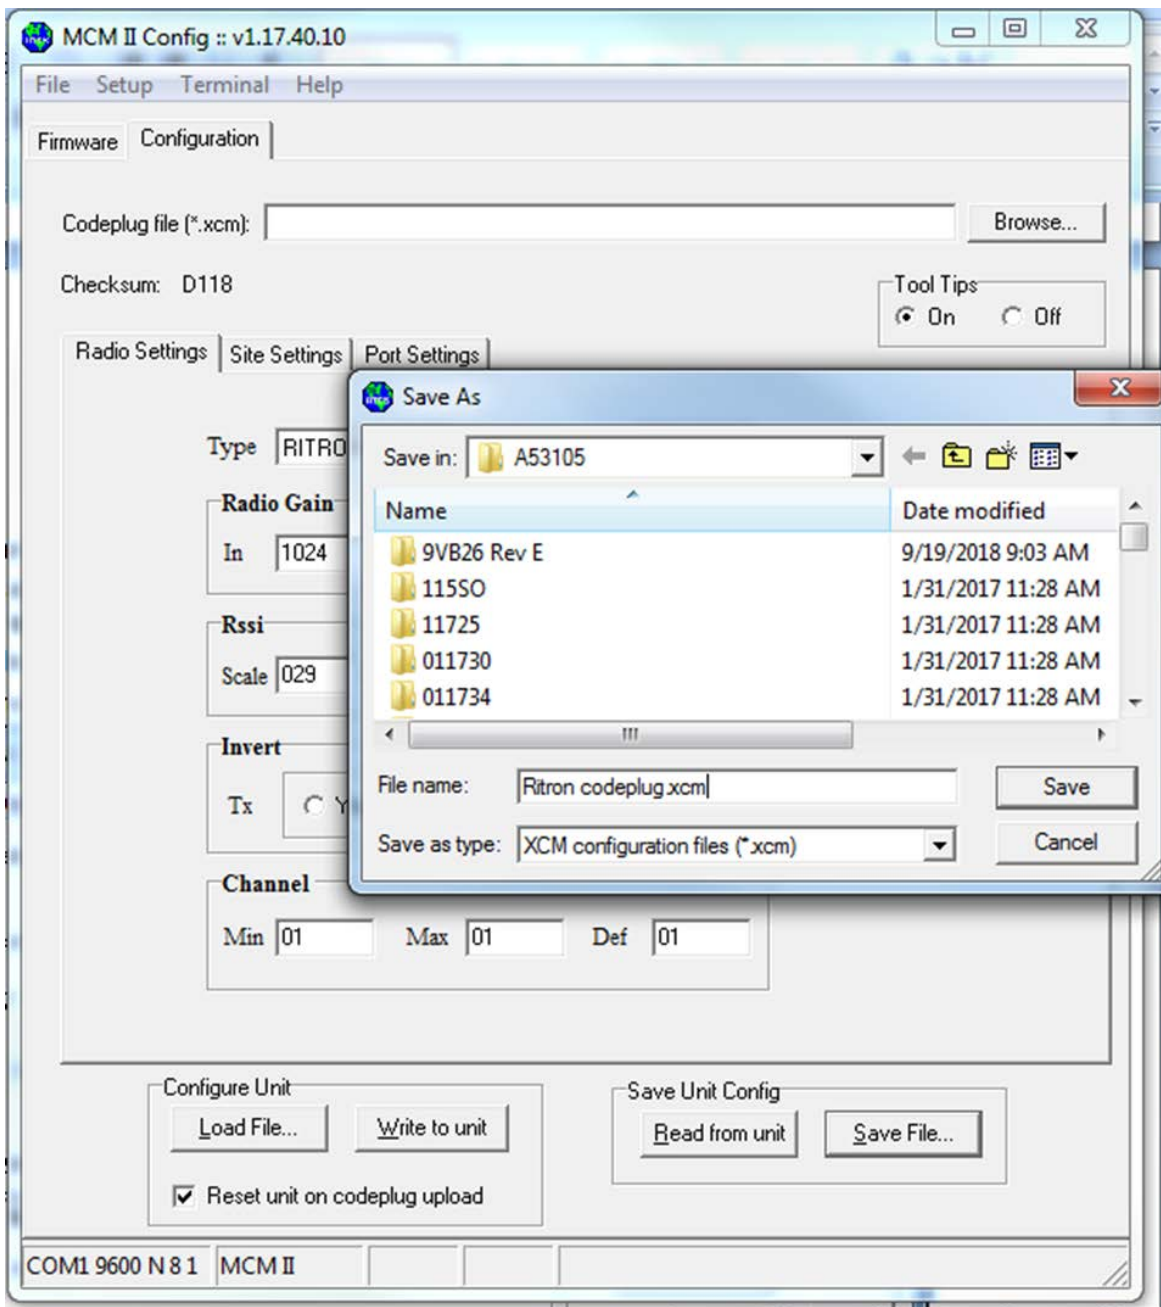 MCM II Config :: v1.17.40.10
File Setup Terminal Help
Firmware Configuration
Codeplug file (*.xcm): Browse...
Checksum: D118
Tool Tips
On Off
Radio Settings Site Settings Port Settings
Save As
Type RITRO
Save in: A53105
Radio Gain
Name Date modified
In 1024
9VB26 Rev E 9/19/2018 9:03 AM
115SO 1/31/2017 11:28 AM
Rssi
11725 1/31/2017 11:28 AM
Scale 029
011730 1/31/2017 11:28 AM
011734 1/31/2017 11:28 AM
Invert
Tx Y
File name: Ritron codeplug.xcm Save
Save as type: XCM configuration files (*.xcm) Cancel
Channel
Min 01 Max 01 Def 01
Configure Unit
Load File... Write to unit
Reset unit on codeplug upload
Save Unit Config
Read from unit Save File...
COM1 9600 N 8 1 MCM II